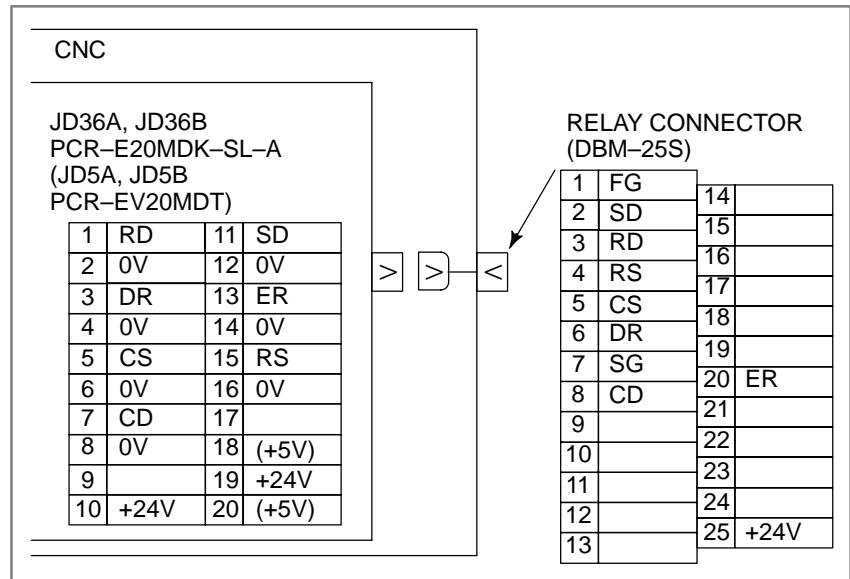 CNC
JD36A, JD36B
PCR–E20MDK–SL–A
(JD5A, JD5B
PCR–EV20MDT)
1 RD 11 SD
2 0V 12 0V
3 DR 13 ER
4 0V 14 0V
5 CS 15 RS
6 0V 16 0V
7 CD 17
8 0V 18 (+5V)
9 19 +24V
10 +24V 20 (+5V)
> > <
RELAY CONNECTOR
(DBM–25S)
1 FG
2 SD
3 RD
4 RS
5 CS
6 DR
7 SG
8 CD
9
10
11
12
13
14
15
16
17
18
19
20 ER
21
22
23
24
25 +24V